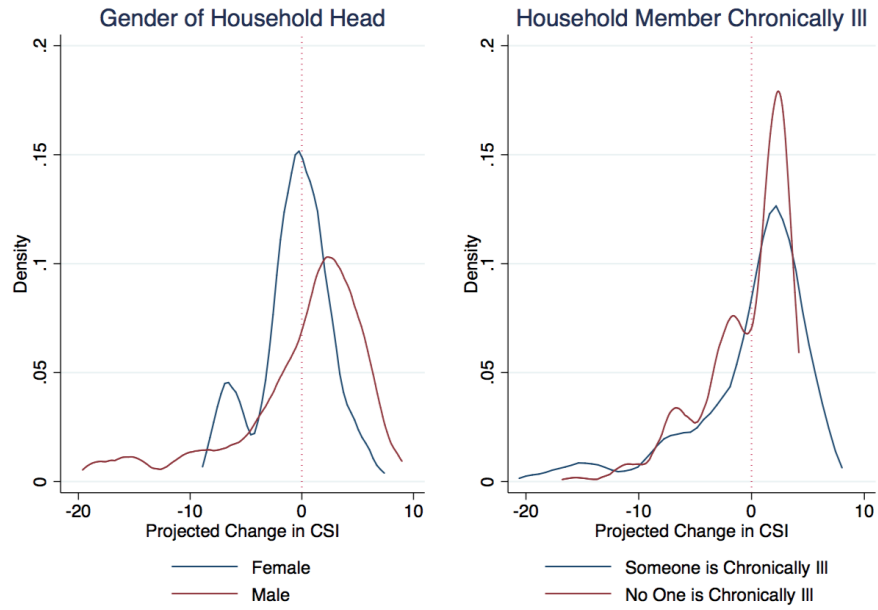 Gender of Household Head
.2
.15
.1
.05
0
Density
-20 -10 0 10
Projected Change in CSI
Female
Male
Household Member Chronically Ill
.2
.15
.1
.05
0
Density
-20 -10 0 10
Projected Change in CSI
Someone is Chronically Ill
No One is Chronically Ill